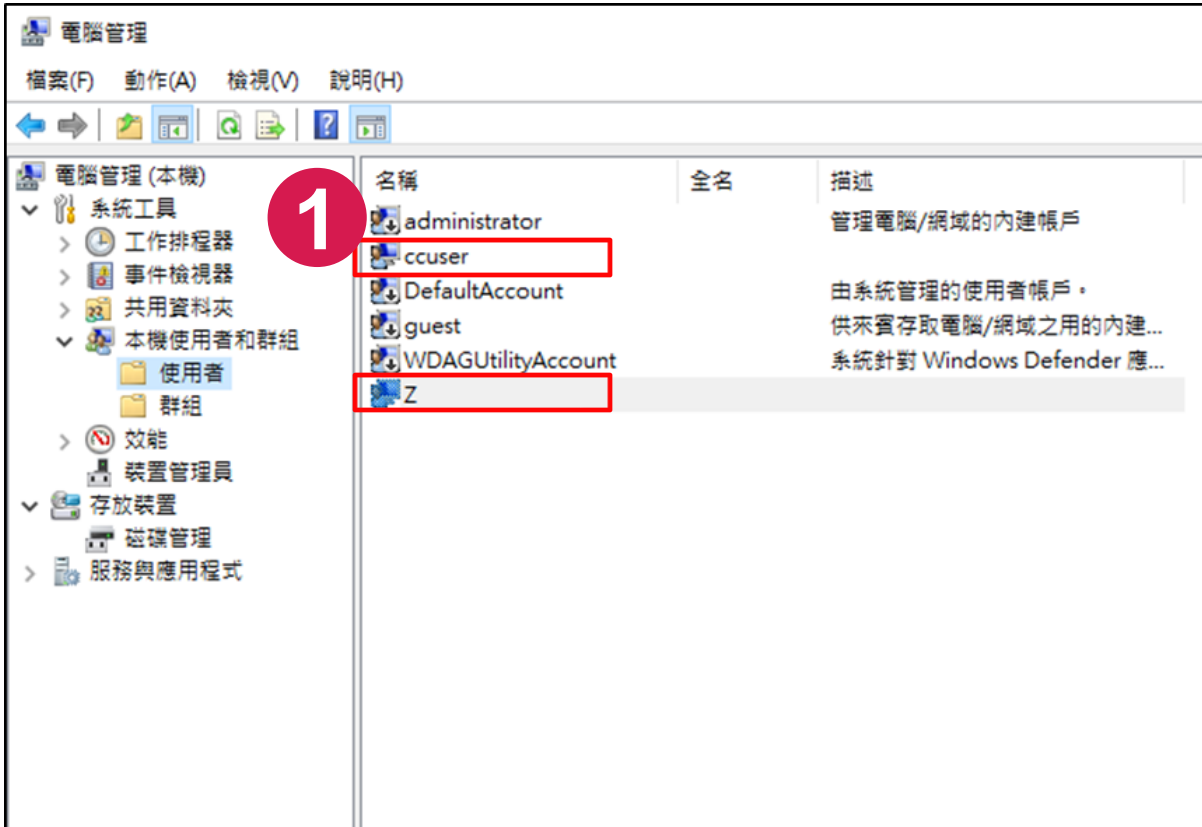 電腦管理
檔案(F) 動作(A) 檢視(V) 說明(H)
電腦管理 (本機)
系統工具
工作排程器
事件檢視器
共用資料夾
本機使用者和群組
使用者
群組
效能
裝置管理員
存放裝置
磁碟管理
服務與應用程式
1
名稱 全名 描述
administrator 管理電腦/網域的內建帳戶
ccuser
DefaultAccount 由系統管理的使用者帳戶。
guest 供來賓存取電腦/網域之用的內建...
WDAGUtilityAccount 系統針對 Windows Defender 應...
Z